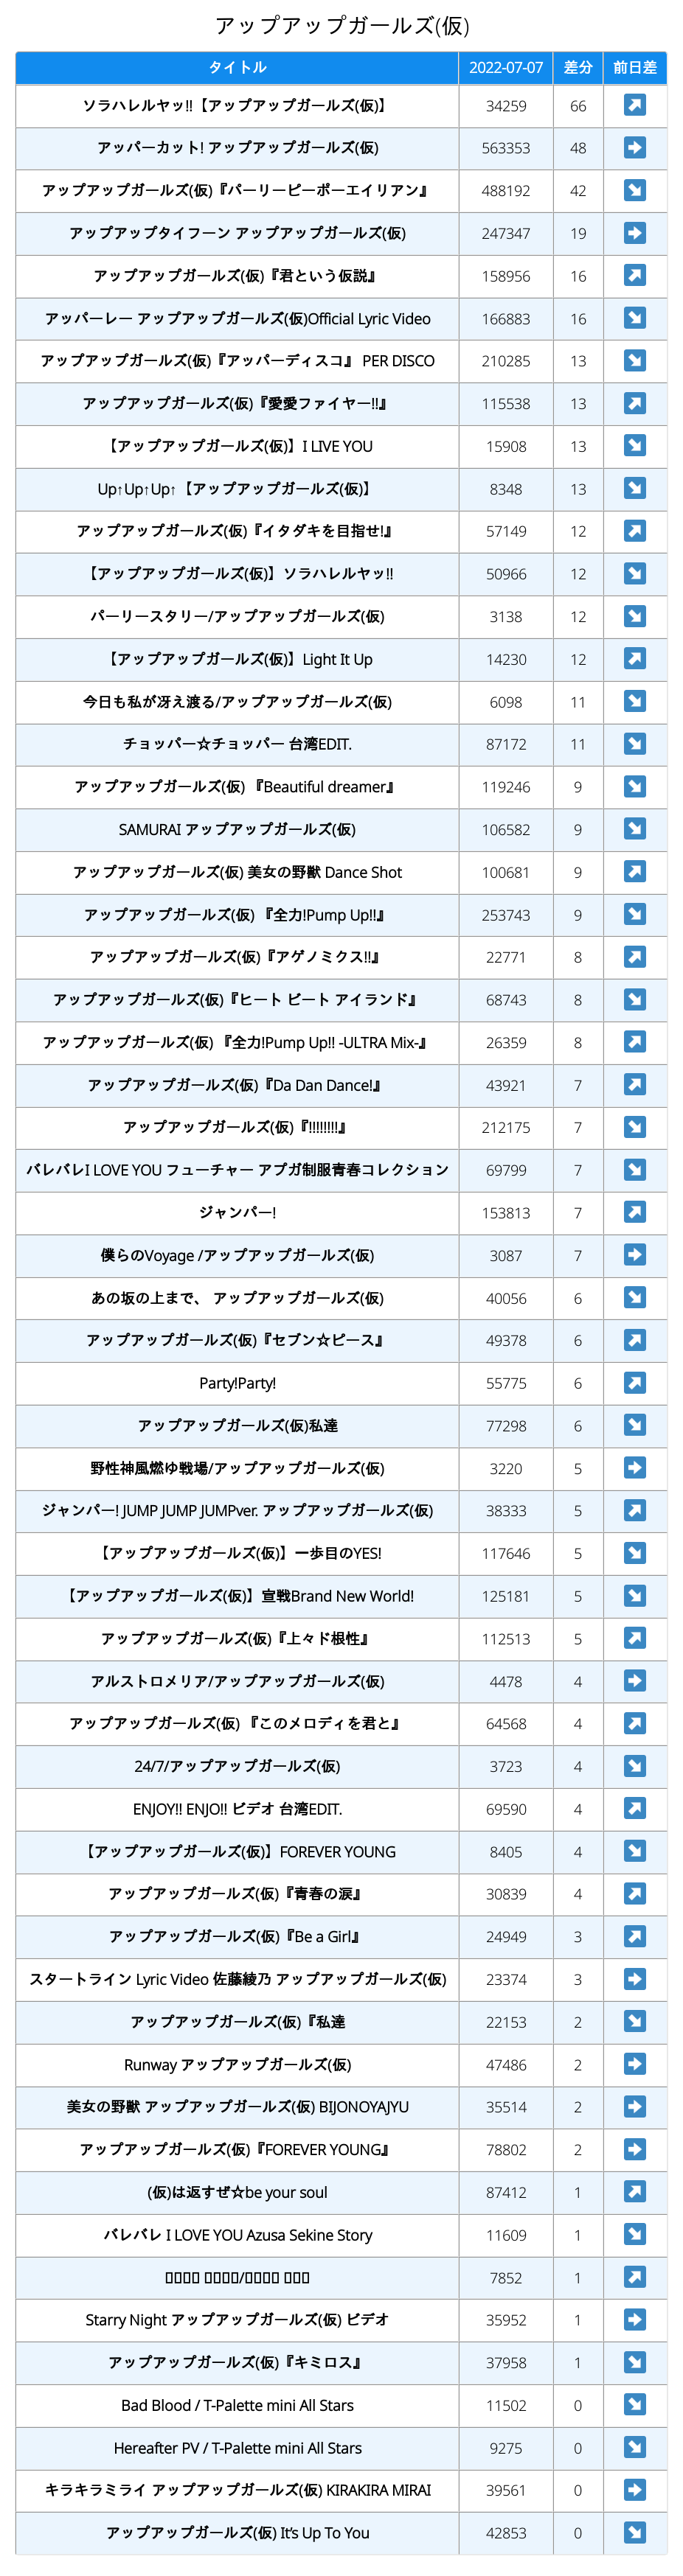 アップアップガールズ(仮)
タイトル 2022-07-07 差分 前日差
ソラハレルヤッ!!【アップアップガールズ(仮)】 34259 66
アッパーカット! アップアップガールズ(仮) 563353 48
アップアップガールズ(仮)『パーリーピーポーエイリアン』 488192 42
アップアップタイフーン アップアップガールズ(仮) 247347 19
アップアップガールズ(仮)『君という仮説』 158956 16
アッパーレー アップアップガールズ(仮)Official Lyric Video 166883 16
アップアップガールズ(仮)『アッパーディスコ』 PER DISCO 210285 13
アップアップガールズ(仮)『愛愛ファイヤー!!』 115538 13
【アップアップガールズ(仮)】I LIVE YOU 15908 13
Up↑Up↑Up↑【アップアップガールズ(仮)】 8348 13
アップアップガールズ(仮)『イタダキを目指せ!』 57149 12
【アップアップガールズ(仮)】ソラハレルヤッ!! 50966 12
パーリースタリー/アップアップガールズ(仮) 3138 12
【アップアップガールズ(仮)】Light It Up 14230 12
今日も私が冴え渡る/アップアップガールズ(仮) 6098 11
チョッパー☆チョッパー 台湾EDIT. 87172 11
アップアップガールズ(仮) 『Beautiful dreamer』 119246 9
SAMURAI アップアップガールズ(仮) 106582 9
アップアップガールズ(仮) 美女の野獣 Dance Shot 100681 9
アップアップガールズ(仮) 『全力!Pump Up!!』 253743 9
アップアップガールズ(仮)『アゲノミクス!!』 22771 8
アップアップガールズ(仮)『ヒート ビート アイランド』 68743 8
アップアップガールズ(仮) 『全力!Pump Up!! -ULTRA Mix-』 26359 8
アップアップガールズ(仮)『Da Dan Dance!』 43921 7
アップアップガールズ(仮)『!!!!!!!!』 212175 7
バレバレI LOVE YOU フューチャー アプガ制服青春コレクション 69799 7
ジャンパー! 153813 7
僕らのVoyage /アップアップガールズ(仮) 3087 7
あの坂の上まで、 アップアップガールズ(仮) 40056 6
アップアップガールズ(仮)『セブン☆ピース』 49378 6
Party!Party! 55775 6
アップアップガールズ(仮)私達 77298 6
野性神風燃ゆ戦場/アップアップガールズ(仮) 3220 5
ジャンパー! JUMP JUMP JUMPver. アップアップガールズ(仮) 38333 5
【アップアップガールズ(仮)】一歩目のYES! 117646 5
【アップアップガールズ(仮)】宣戦Brand New World! 125181 5
アップアップガールズ(仮)『上々ド根性』 112513 5
アルストロメリア/アップアップガールズ(仮) 4478 4
アップアップガールズ(仮) 『このメロディを君と』 64568 4
24/7/アップアップガールズ(仮) 3723 4
ENJOY!! ENJO!! ビデオ 台湾EDIT. 69590 4
【アップアップガールズ(仮)】FOREVER YOUNG 8405 4
アップアップガールズ(仮)『青春の涙』 30839 4
アップアップガールズ(仮)『Be a Girl』 24949 3
スタートライン Lyric Video 佐藤綾乃 アップアップガールズ(仮) 23374 3
アップアップガールズ(仮)『私達 22153 2
Runway アップアップガールズ(仮) 47486 2
美女の野獣 アップアップガールズ(仮) BIJONOYAJYU 35514 2
アップアップガールズ(仮)『FOREVER YOUNG』 78802 2
(仮)は返すぜ☆be your soul 87412 1
バレバレ I LOVE YOU Azusa Sekine Story 11609 1
7852 1
Starry Night アップアップガールズ(仮) ビデオ 35952 1
アップアップガールズ(仮)『キミロス』 37958 1
Bad Blood / T-Palette mini All Stars 11502 0
Hereafter PV / T-Palette mini All Stars 9275 0
キラキラミライ アップアップガールズ(仮) KIRAKIRA MIRAI 39561 0
アップアップガールズ(仮) It’s Up To You 42853 0